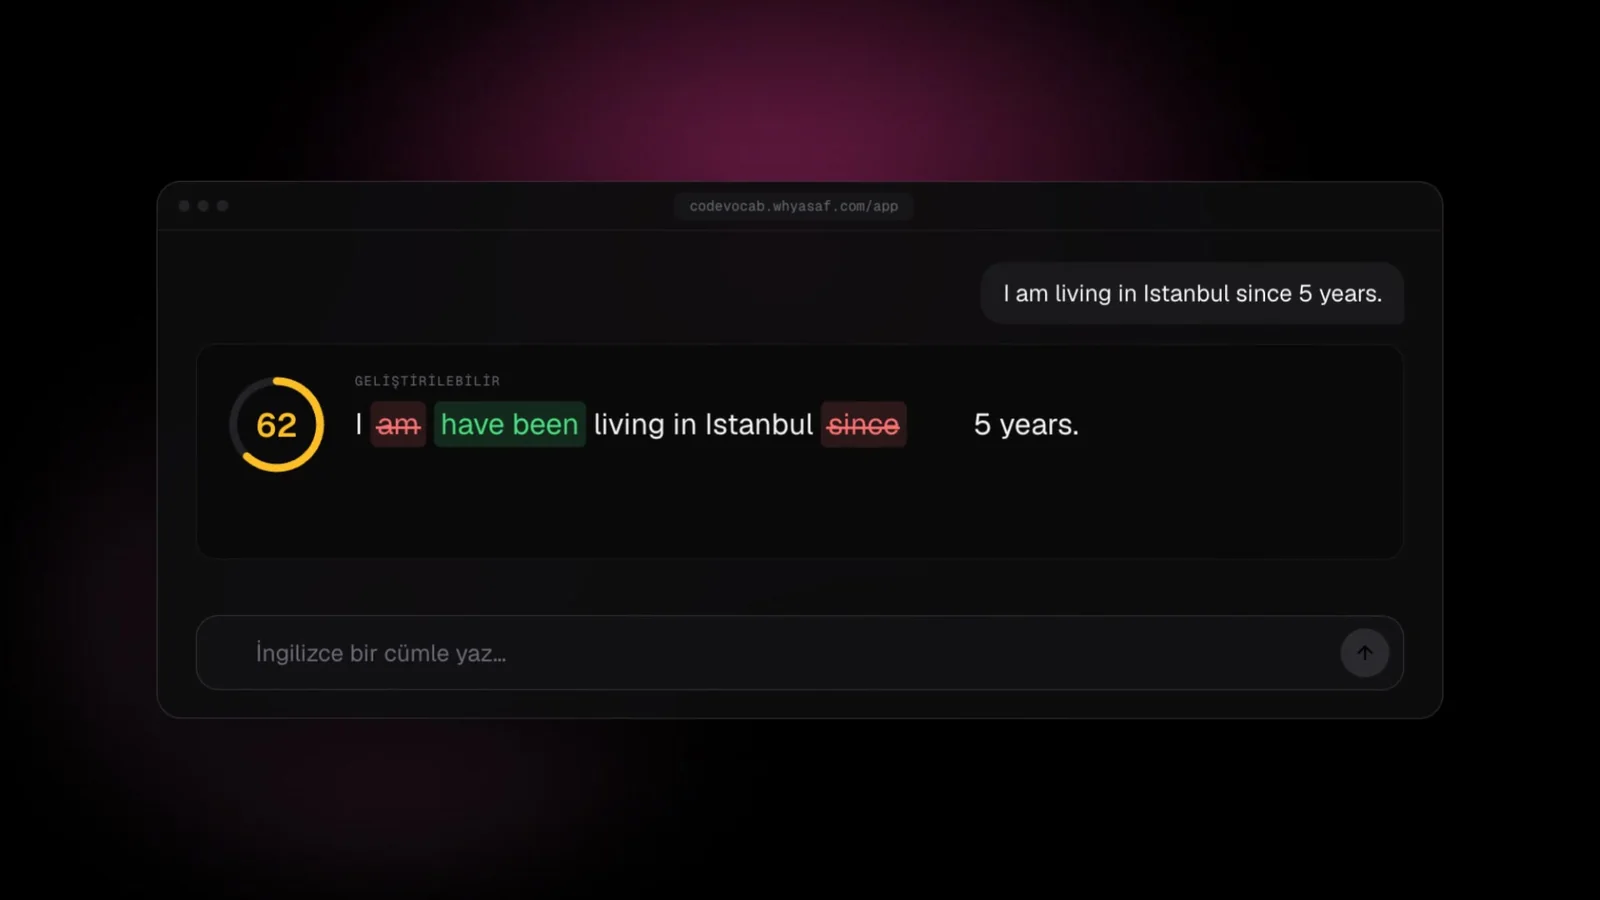 codevocab.whyasaf.com/app
I am living in Istanbul since 5 years.
GELİŞTİRİLEBİLİR
62
I am have been living in Istanbul since 5 years.
İngilizce bir cümle yaz...